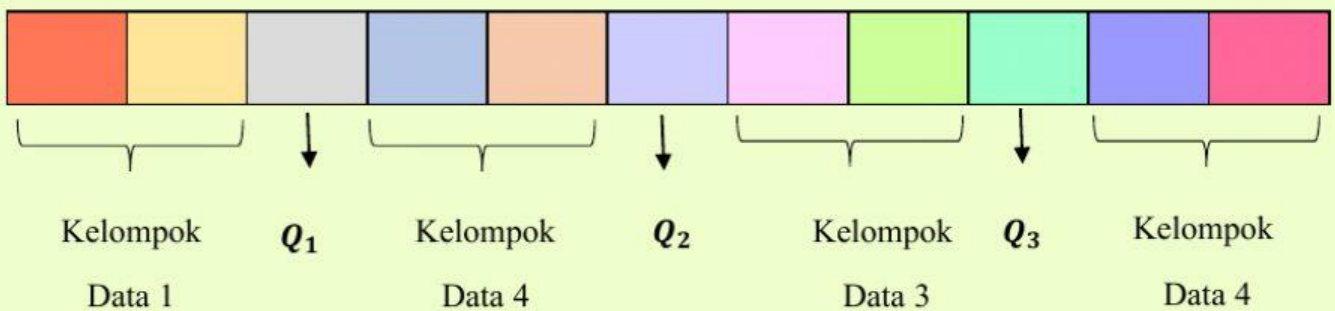 Kelompok Q₁ Kelompok Q₂ Kelompok Q₃ Kelompok
Data 1 Data 4 Data 3 Data 4